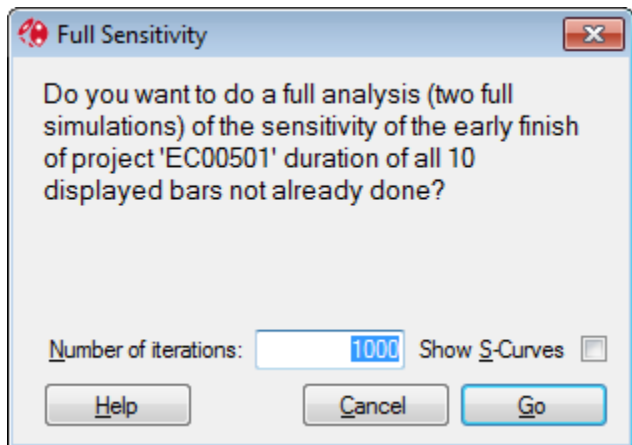 Full Sensitivity
Do you want to do a full analysis (two full
simulations) of the sensitivity of the early finish
of project 'EC00501' duration of all 10
displayed bars not already done?
Number of iterations: 1000 Show S-Curves
Help Cancel Go